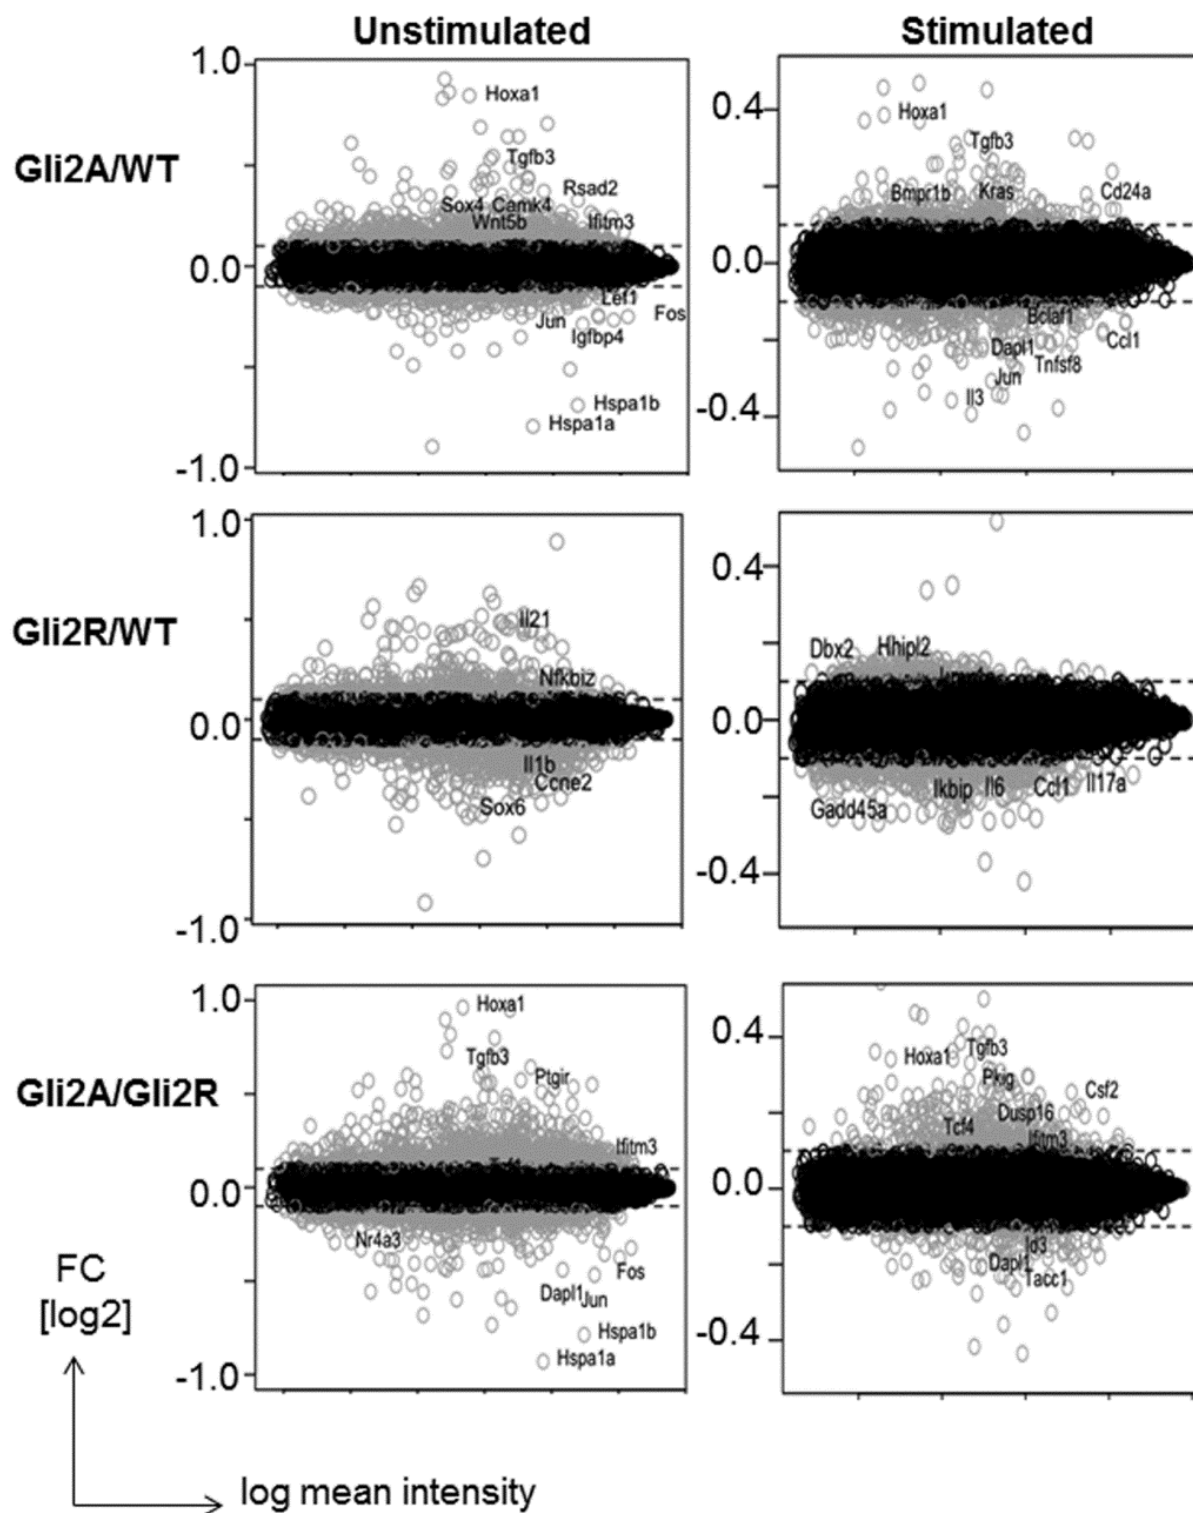 Unstimulated Stimulated
Gli2A/WT
1.0
0.0
-1.0
Hoxa1
Tgfb3
Rsad2
Sox4 Camk4
Wnt5b Ifitm3
Lef1
Jun Fos
Igfbp4
Hspa1b
Hspa1a
0.4
0.0
-0.4
Hoxa1
Tgfb3
Bmpr1b Kras Cd24a
Bclaf1
Dapl1 Ccl1
Tnfsf8
Jun
Il3
Gli2R/WT
1.0
0.0
-1.0
Il21
Nfkbiz
Il1b
Ccne2
Sox6
0.4
0.0
-0.4
Dbx2 Hhipl2
Ikbip Il6 Ccl1 Il17a
Gadd45a
Gli2A/Gli2R
1.0
0.0
-1.0
Hoxa1
Tgfb3
Ptgir
Ifitm3
Nr4a3
Fos
Dapl1 Jun
Hspa1b
Hspa1a
0.4
0.0
-0.4
Hoxa1 Tgfb3
Pkig
Csf2
Dusp16
Tcf4
Ifitm3
Id3
Dapl1
Tacc1
FC
[log2]
log mean intensity